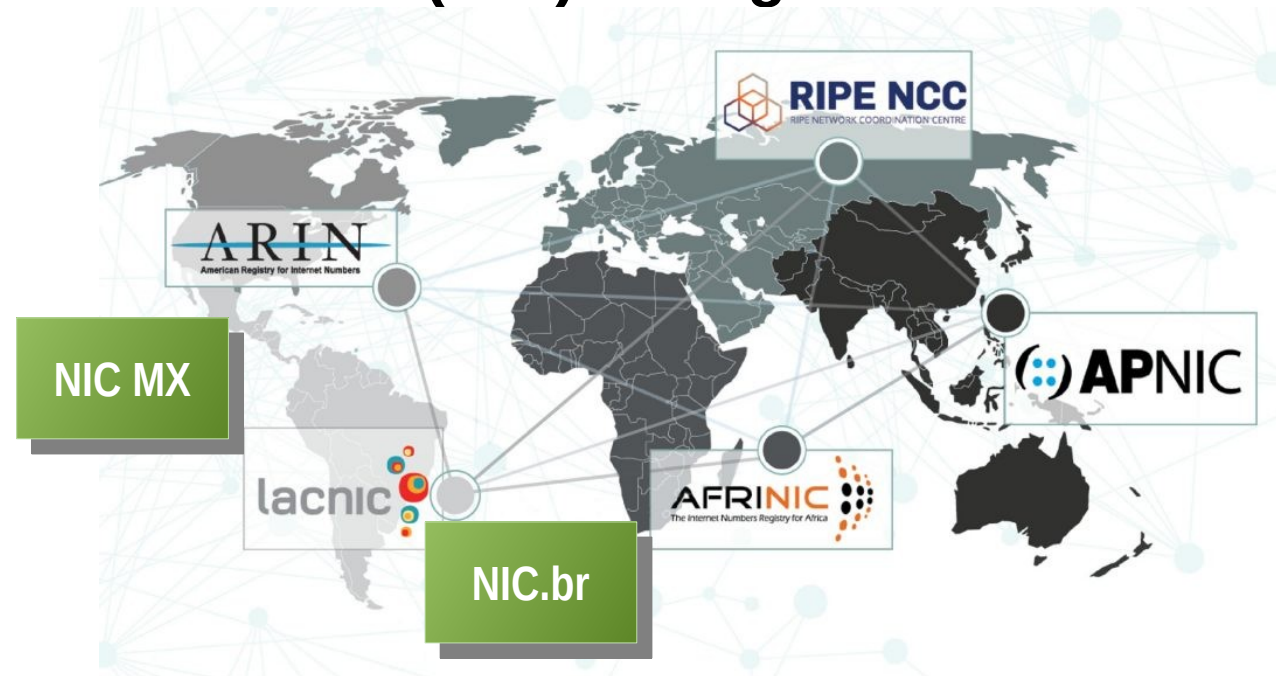 RIPE NCC
RIPE NETWORK COORDINATION CENTRE
ARIN
American Registry for Internet Numbers
NIC MX
APNIC
lacnic
AFRINIC
The Internet Numbers Registry for Africa
NIC.br